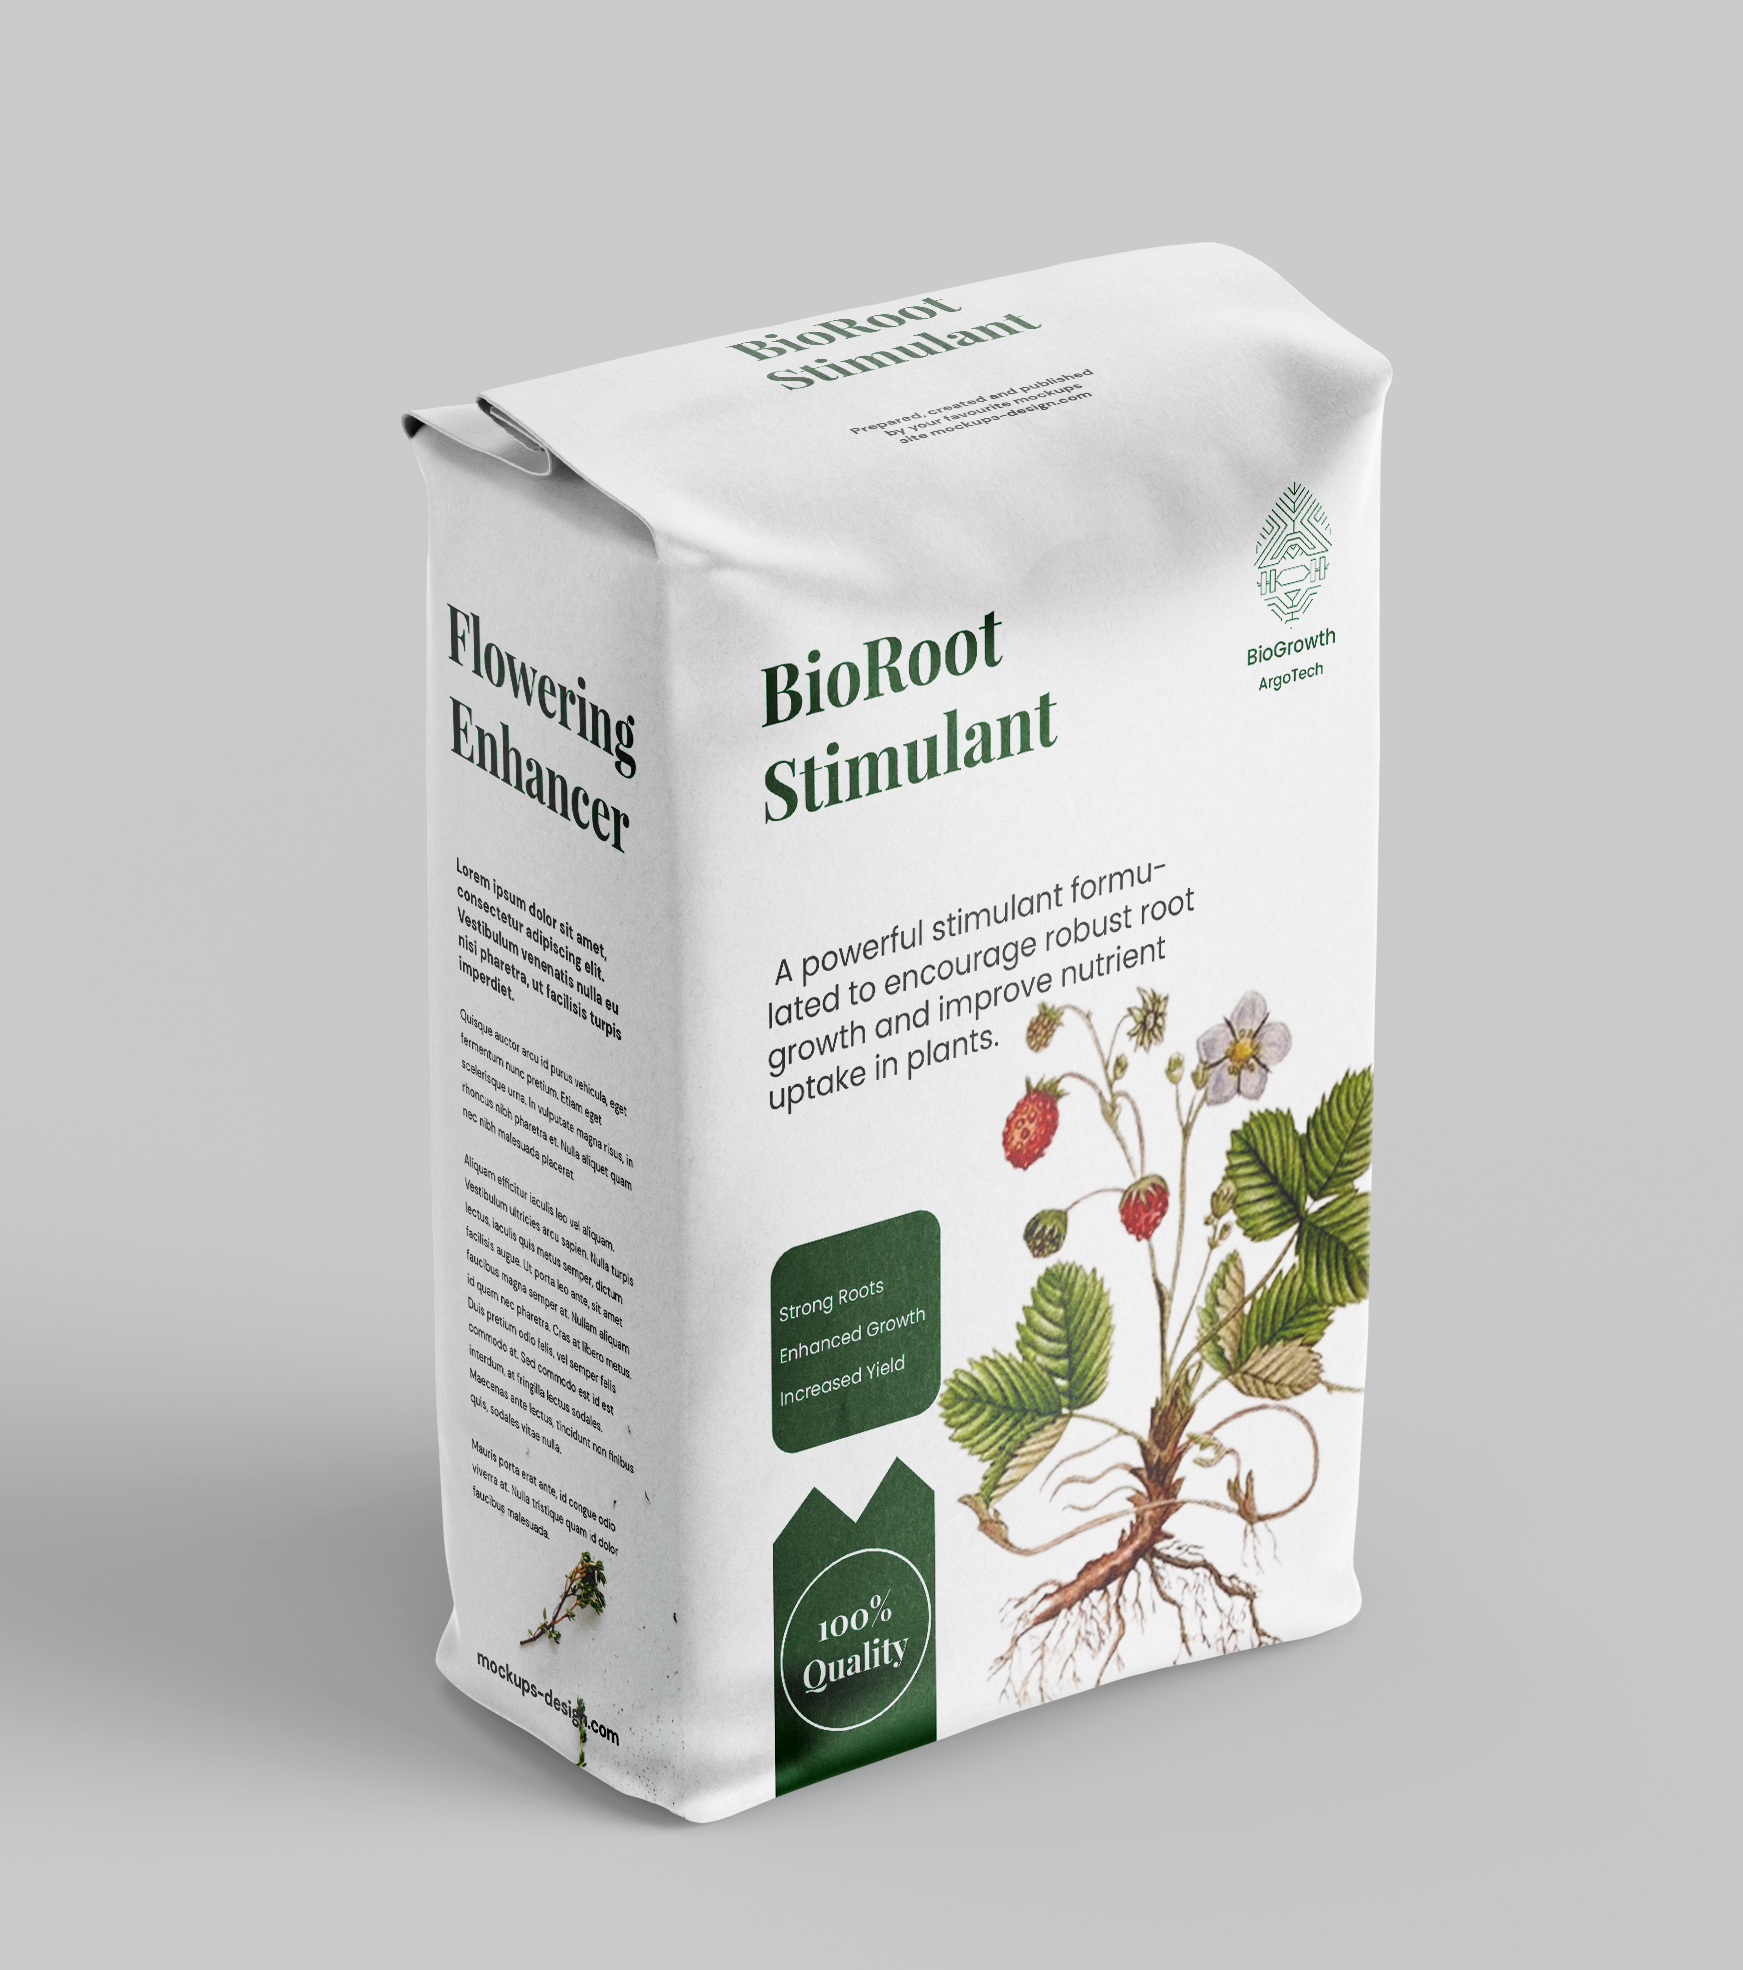 BioRoot
Stimulant
Prepared, created and published
by your favourite mockups
site mockups-design.com
BioGrowth
ArgoTech
BioRoot
Stimulant
A powerful stimulant formu-
lated to encourage robust root
growth and improve nutrient
uptake in plants.
Strong Roots
Enhanced Growth
Increased Yield
100%
Quality
Flowering
Enhancer
Lorem ipsum dolor sit amet,
consectetur adipiscing elit.
Vestibulum venenatis nulla eu
nisi pharetra, ut facilisis turpis
imperdiet.
Quisque auctor arcu id purus vehicula, eget
fermentum nunc pretium. Etiam eget
scelerisque urna. In vulputate magna risus, in
rhoncus nibh pharetra et. Nulla aliquet quam
nec nibh malesuada placerat.
Aliquam efficitur iaculis leo vel aliquam.
Vestibulum ultricies arcu sapien. Nulla turpis
lectus, iaculis quis metus semper, dictum
facilisis augue. Ut porta leo ante, sit amet
faucibus magna semper at. Nullam aliquam
id quam nec pharetra. Cras at libero metus.
Duis pretium odio felis, vel semper felis
commodo at. Sed commodo est id est
interdum, at fringilla lectus sodales.
Maecenas ante lectus, tincidunt non finibus
quis, sodales vitae nulla.
Mauris porta erat ante, id congue odio
viverra at. Nulla tristique quam id dolor
faucibus malesuada.
mockups-design.com